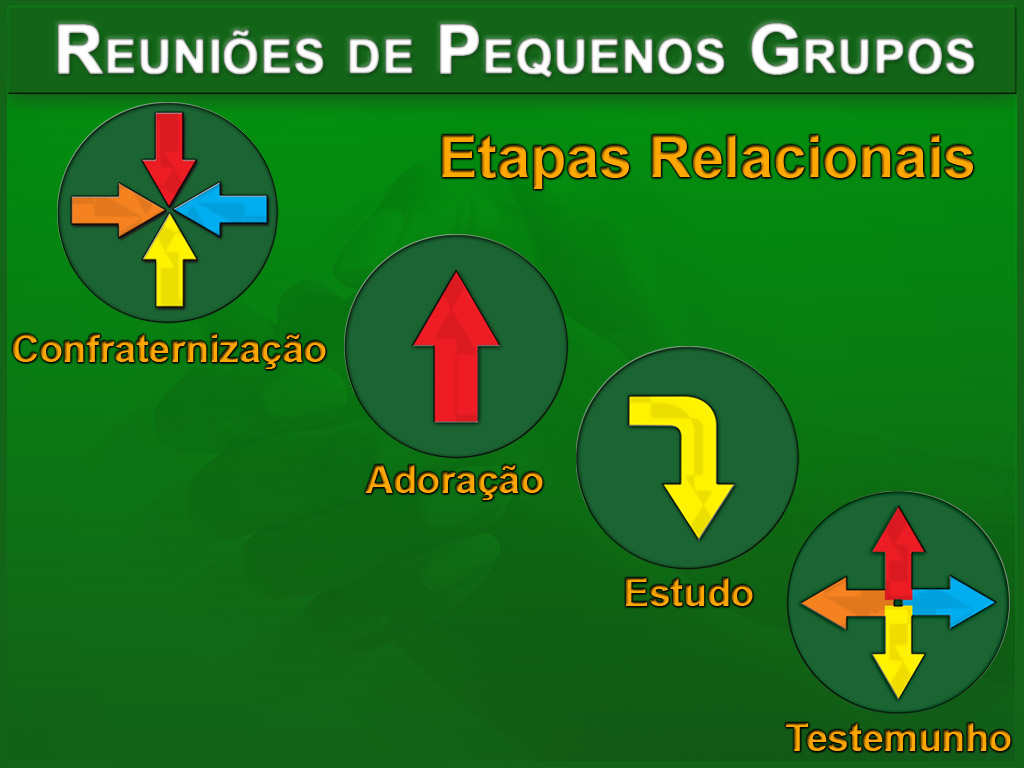 REUNIÕES DE PEQUENOS GRUPOS
Etapas Relacionais
Confraternização
Adoração
Estudo
Testemunho